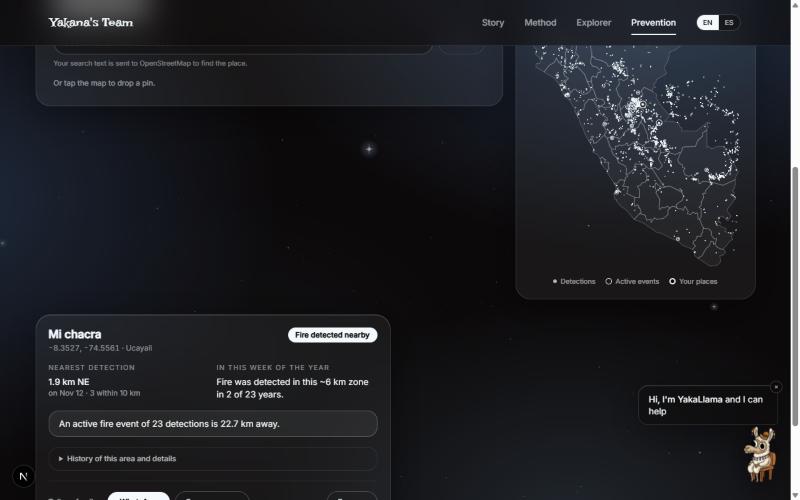 Yakana's Team
Story Method Explorer Prevention EN ES
Your search text is sent to OpenStreetMap to find the place.
Or tap the map to drop a pin.
Detections Active events Your places
Mi chacra
Fire detected nearby
-8.3527, -74.5561 · Ucayali
NEAREST DETECTION
1.9 km NE
on Nov 12 · 3 within 10 km
IN THIS WEEK OF THE YEAR
Fire was detected in this ~6 km zone
in 2 of 23 years.
An active fire event of 23 detections is 22.7 km away.
History of this area and details
Hi, I'm YakaLlama and I can
help
N